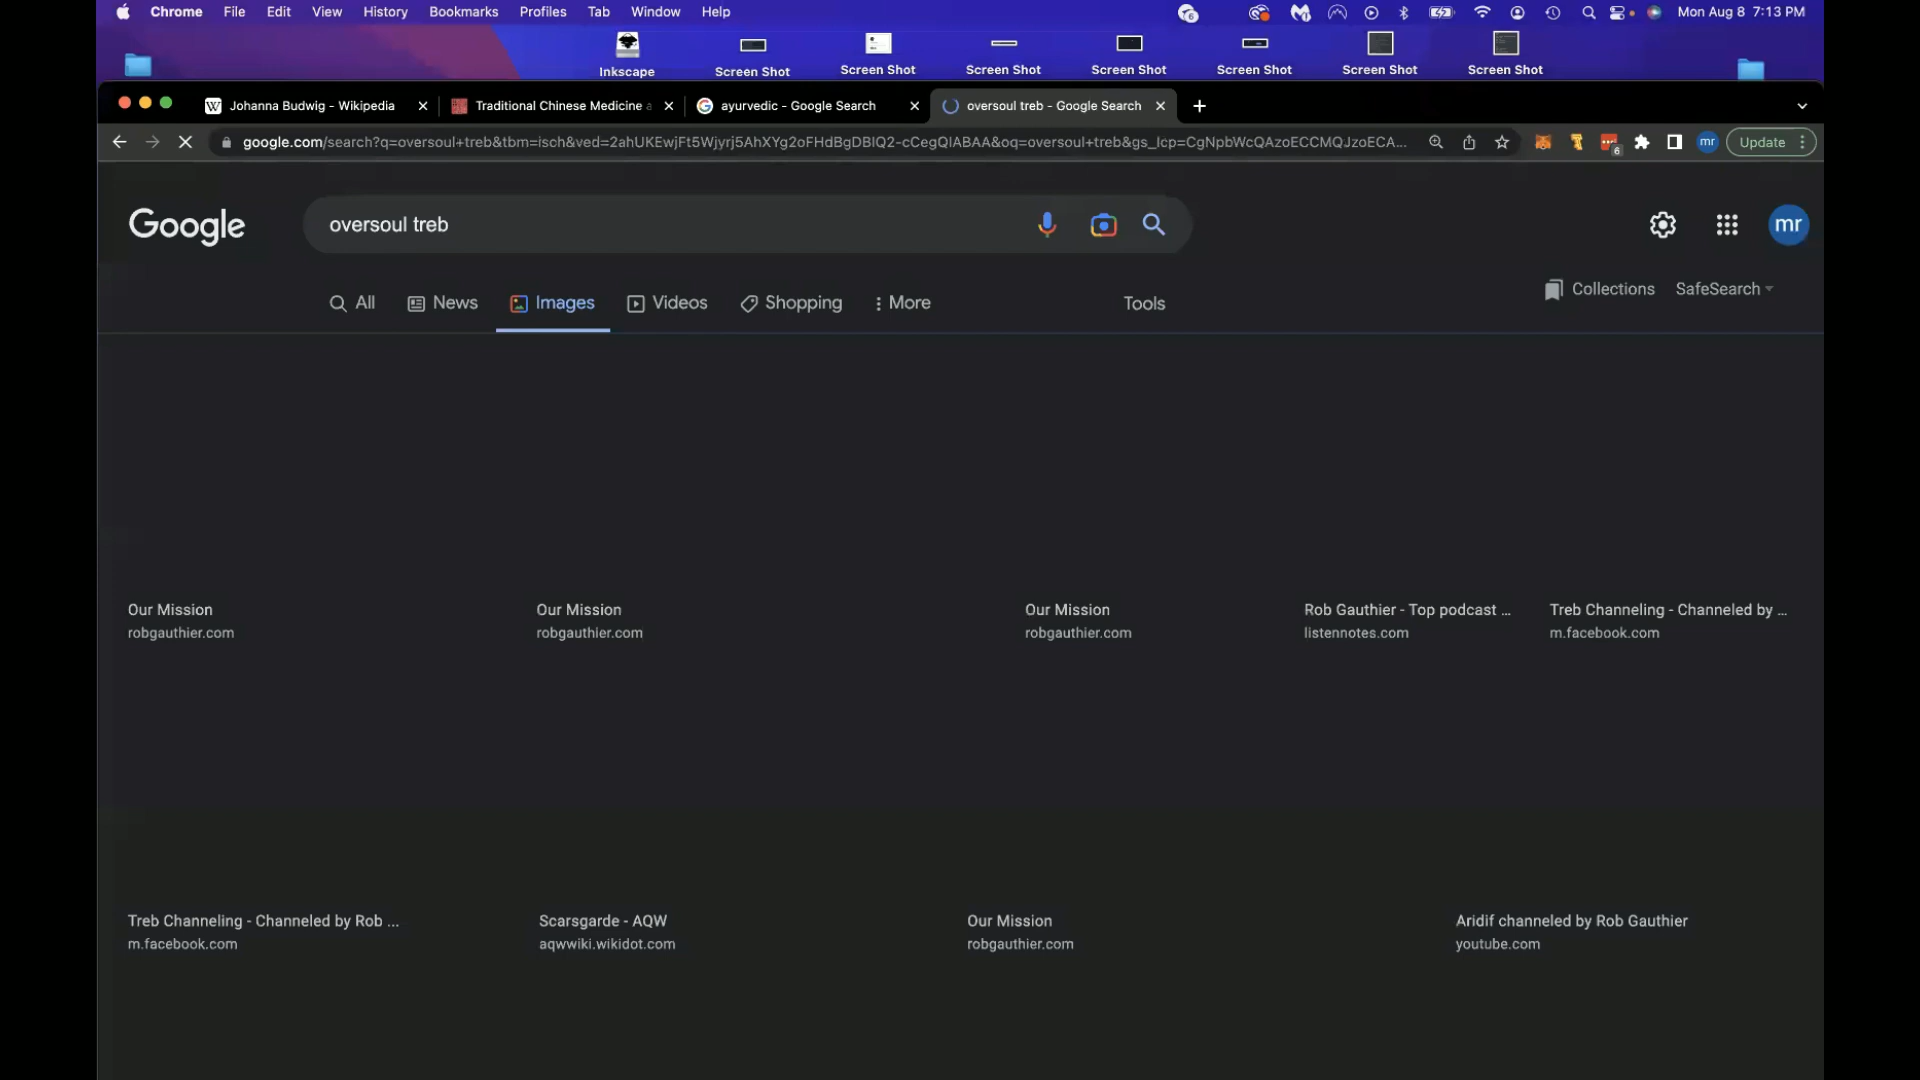 Chrome File Edit View History Bookmarks Profiles Tab Window Help
6
Mon Aug 8 7:13 PM
Inkscape Screen Shot Screen Shot Screen Shot Screen Shot Screen Shot Screen Shot Screen Shot
Johanna Budwig - Wikipedia
Traditional Chinese Medicine a
ayurvedic - Google Search
oversoul treb - Google Search
google.com/search?q=oversoul+treb&tbm=isch&ved=2ahUKEwjFt5Wjyrj5AhXYg2oFHdBgDBIQ2-cCegQIABAA&oq=oversoul+treb&gs_lcp=CgNpbWcQAzoECCMQJzoECA...
6
mr
Update
Google
oversoul treb
mr
All News Images Videos Shopping More Tools
Collections SafeSearch
Our Mission
robgauthier.com
Our Mission
robgauthier.com
Our Mission
robgauthier.com
Rob Gauthier - Top podcast ...
listennotes.com
Treb Channeling - Channeled by ...
m.facebook.com
Treb Channeling - Channeled by Rob ...
m.facebook.com
Scarsgarde - AQW
aqwwiki.wikidot.com
Our Mission
robgauthier.com
Aridif channeled by Rob Gauthier
youtube.com